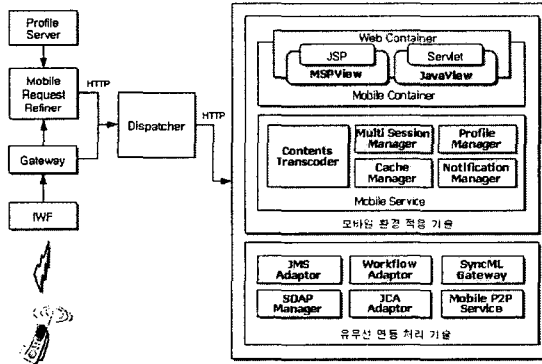 Profile
Server
Mobile
Request
Refiner
HTTP
Gateway
IWF
Dispatcher
HTTP
Web Container
JSP
Servlet
MSPView
JavaView
Mobile Container
Contents
Transcoder
Multi Session
Manager
Profile
Manager
Cache
Manager
Notification
Manager
Mobile Service
모바일 환경 적응 기술
JMS
Adaptor
Workflow
Adaptor
SyncML
Gateway
SOAP
Manager
JCA
Adaptor
Mobile P2P
Service
유무선 연동 처리 기술